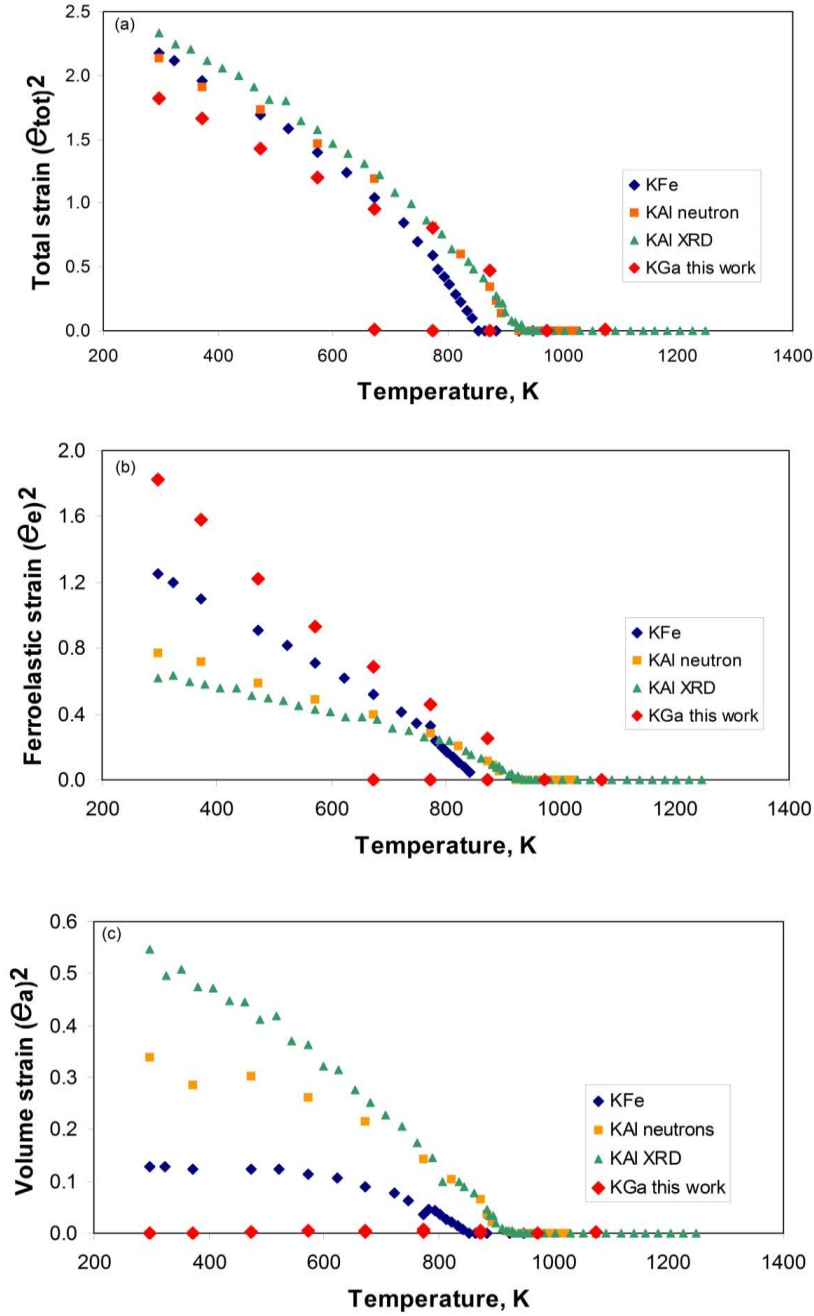 (a)
2.5
2.0
1.5
1.0
0.5
0.0
Total strain (etot)2
KFe
KAl neutron
KAl XRD
KGa this work
200 400 600 800 1000 1200 1400
Temperature, K
(b)
2.0
1.6
1.2
0.8
0.4
0.0
Ferroelastic strain (ee)2
KFe
KAl neutron
KAl XRD
KGa this work
200 400 600 800 1000 1200 1400
Temperature, K
(c)
0.6
0.5
0.4
0.3
0.2
0.1
0.0
Volume strain (ea)2
KFe
KAl neutrons
KAl XRD
KGa this work
200 400 600 800 1000 1200 1400
Temperature, K